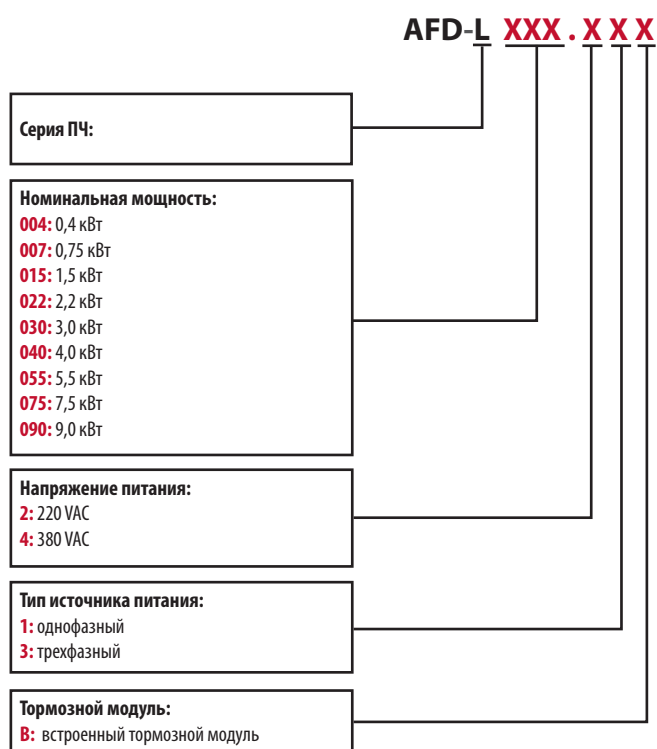 AFD-L XXX . X X X
Серия ПЧ:
Номинальная мощность:
004: 0,4 кВт
007: 0,75 кВт
015: 1,5 кВт
022: 2,2 кВт
030: 3,0 кВт
040: 4,0 кВт
055: 5,5 кВт
075: 7,5 кВт
090: 9,0 кВт
Напряжение питания:
2: 220 VAC
4: 380 VAC
Тип источника питания:
1: однофазный
3: трехфазный
Тормозной модуль:
B: встроенный тормозной модуль